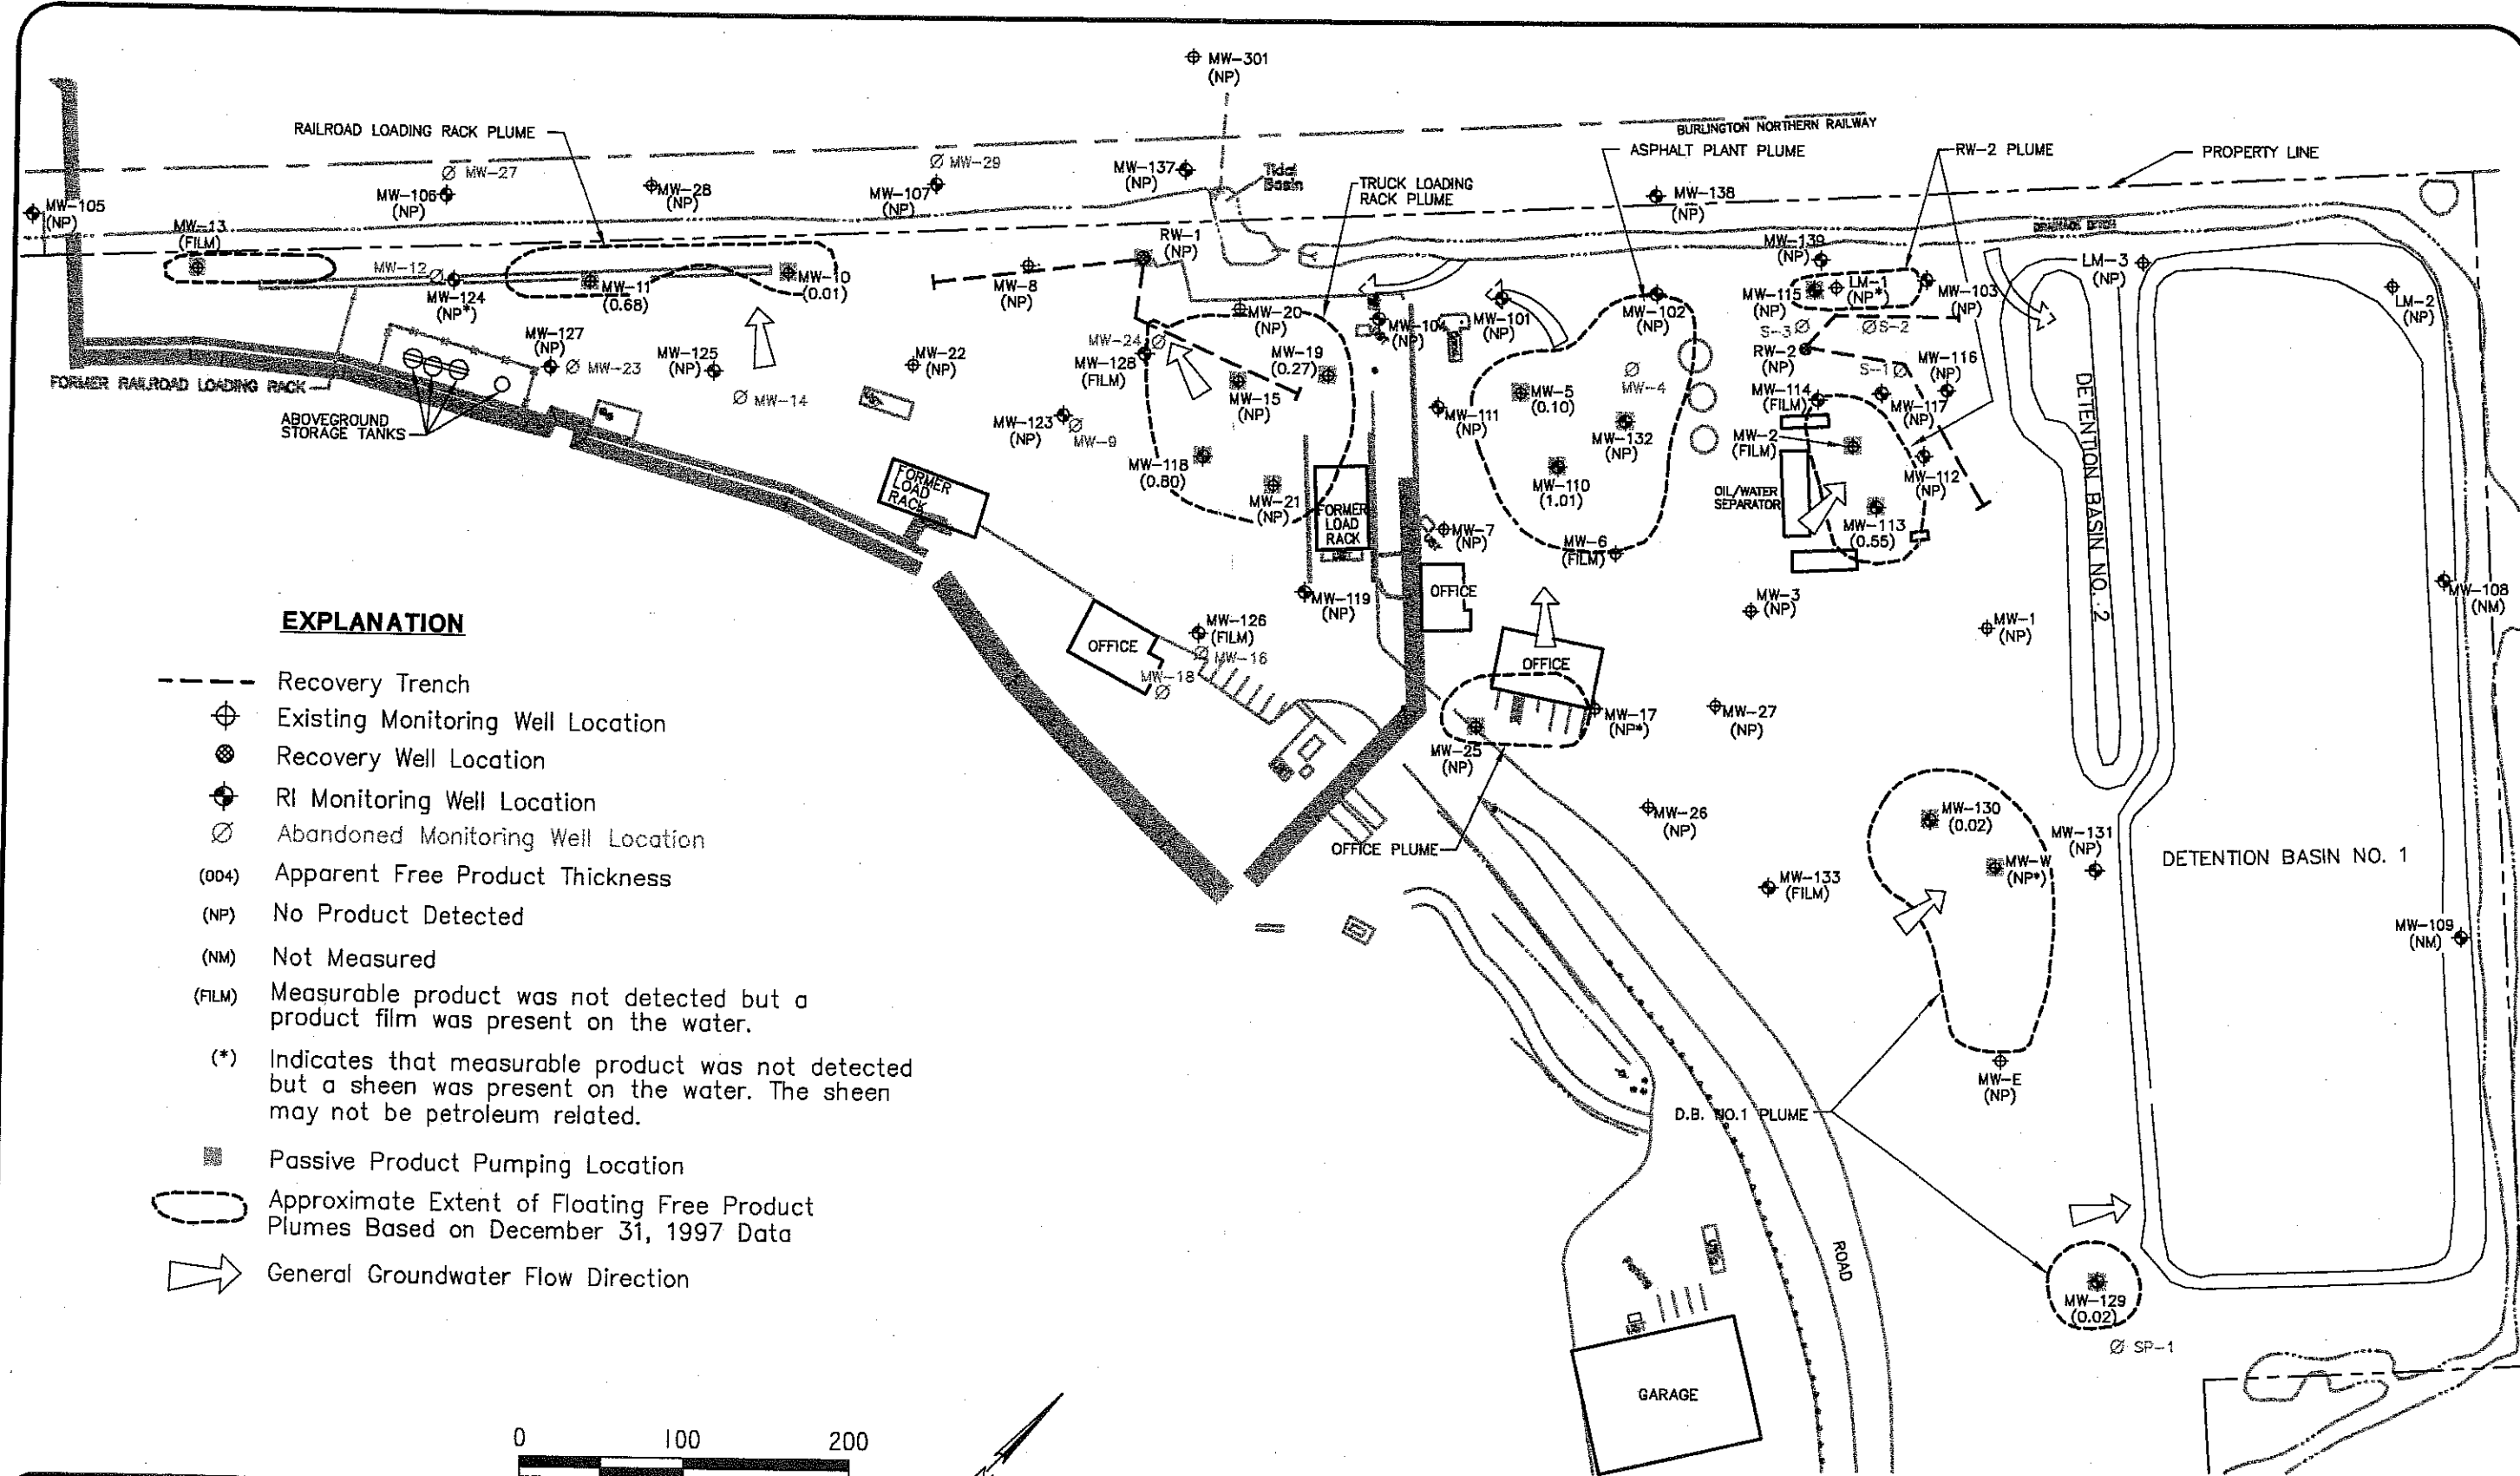 MW-301
(NP)
RAILROAD LOADING RACK PLUME
BURLINGTON NORTHERN RAILWAY
ASPHALT PLANT PLUME
RW-2 PLUME
PROPERTY LINE
MW-27
MW-29
MW-137
(NP)
Tidal
Basin
TRUCK LOADING
RACK PLUME
MW-106
(NP)
MW-28
(NP)
MW-107
(NP)
MW-138
(NP)
MW-105
(NP)
MW-13
(FILM)
RW-1
(NP)
DRAINAGE DITCH
MW-139
(NP)
LM-3
(NP)
MW-12
MW-124
(NP*)
MW-11
(0.68)
MW-10
(0.01)
MW-8
(NP)
MW-20
(NP)
MW-104
MW-101
(NP)
MW-102
(NP)
MW-115
(NP)
LM-1
(NP*)
MW-103
(NP)
LM-2
(NP)
S-3
S-2
MW-127
(NP)
MW-23
MW-125
(NP)
MW-22
(NP)
MW-24
MW-128
(FILM)
MW-19
(0.27)
RW-2
(NP)
MW-116
(NP)
S-1
FORMER RAILROAD LOADING RACK
MW-14
MW-15
(NP)
MW-5
(0.10)
MW-4
MW-114
(FILM)
MW-117
(NP)
ABOVEGROUND
STORAGE TANKS
MW-123
(NP)
MW-9
MW-111
(NP)
MW-132
(NP)
MW-2
(FILM)
MW-118
(0.80)
MW-21
(NP)
MW-110
(1.01)
MW-112
(NP)
OIL/WATER
SEPARATOR
MW-113
(0.55)
FORMER
LOAD
RACK
FORMER
LOAD
RACK
MW-7
(NP)
MW-6
(FILM)
DETENTION BASIN NO. 2
MW-108
(NM)
OFFICE
MW-119
(NP)
MW-3
(NP)
MW-1
(NP)
MW-126
(FILM)
OFFICE
MW-16
MW-18
OFFICE
MW-17
(NP*)
MW-27
(NP)
MW-25
(NP)
MW-26
(NP)
OFFICE PLUME
MW-130
(0.02)
MW-131
(NP)
MW-W
(NP*)
DETENTION BASIN NO. 1
MW-133
(FILM)
MW-109
(NM)
MW-E
(NP)
D.B. NO.1 PLUME
ROAD
MW-129
(0.02)
SP-1
GARAGE
EXPLANATION
Recovery Trench
Existing Monitoring Well Location
Recovery Well Location
RI Monitoring Well Location
Abandoned Monitoring Well Location
(004) Apparent Free Product Thickness
(NP) No Product Detected
(NM) Not Measured
(FILM) Measurable product was not detected but a
product film was present on the water.
(*) Indicates that measurable product was not detected
but a sheen was present on the water. The sheen
may not be petroleum related.
Passive Product Pumping Location
Approximate Extent of Floating Free Product
Plumes Based on December 31, 1997 Data
General Groundwater Flow Direction
0 100 200